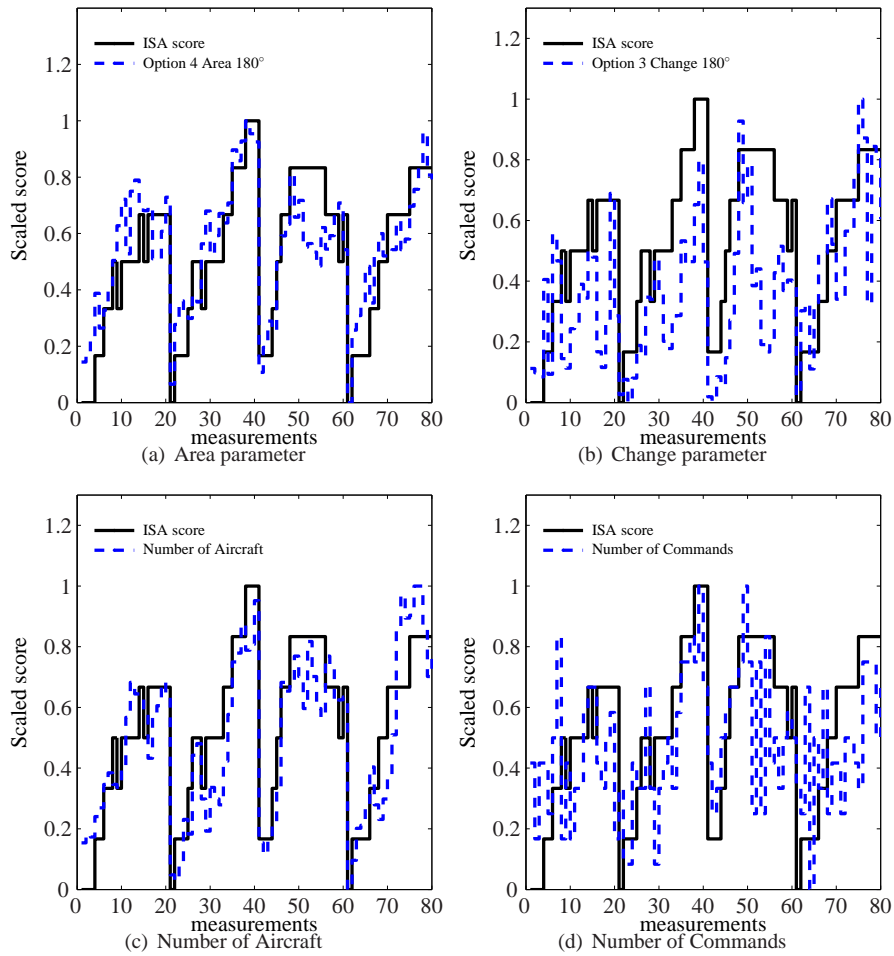 ISA score
Option 4 Area 180°
Scaled score
1.2
1
0.8
0.6
0.4
0.2
0
0 10 20 30 40 50 60 70 80
measurements
(a) Area parameter
ISA score
Option 3 Change 180°
Scaled score
1.2
1
0.8
0.6
0.4
0.2
0
0 10 20 30 40 50 60 70 80
measurements
(b) Change parameter
ISA score
Number of Aircraft
Scaled score
1.2
1
0.8
0.6
0.4
0.2
0
0 10 20 30 40 50 60 70 80
measurements
(c) Number of Aircraft
ISA score
Number of Commands
Scaled score
1.2
1
0.8
0.6
0.4
0.2
0
0 10 20 30 40 50 60 70 80
measurements
(d) Number of Commands